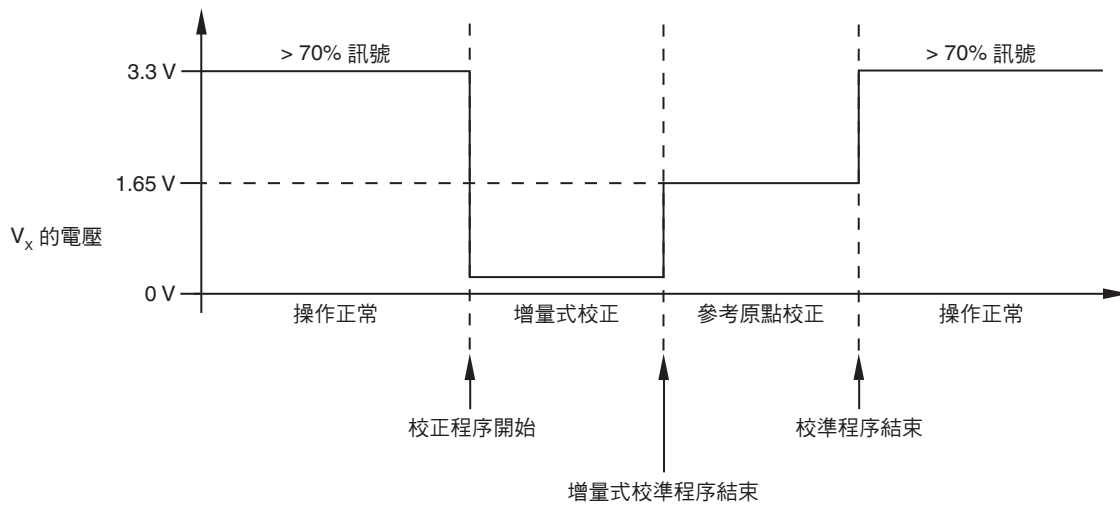 > 70% 訊號
> 70% 訊號
3.3 V
1.65 V
Vx 的電壓
0 V
操作正常
增量式校正
參考原點校正
操作正常
校正程序開始
校準程序結束
增量式校準程序結束